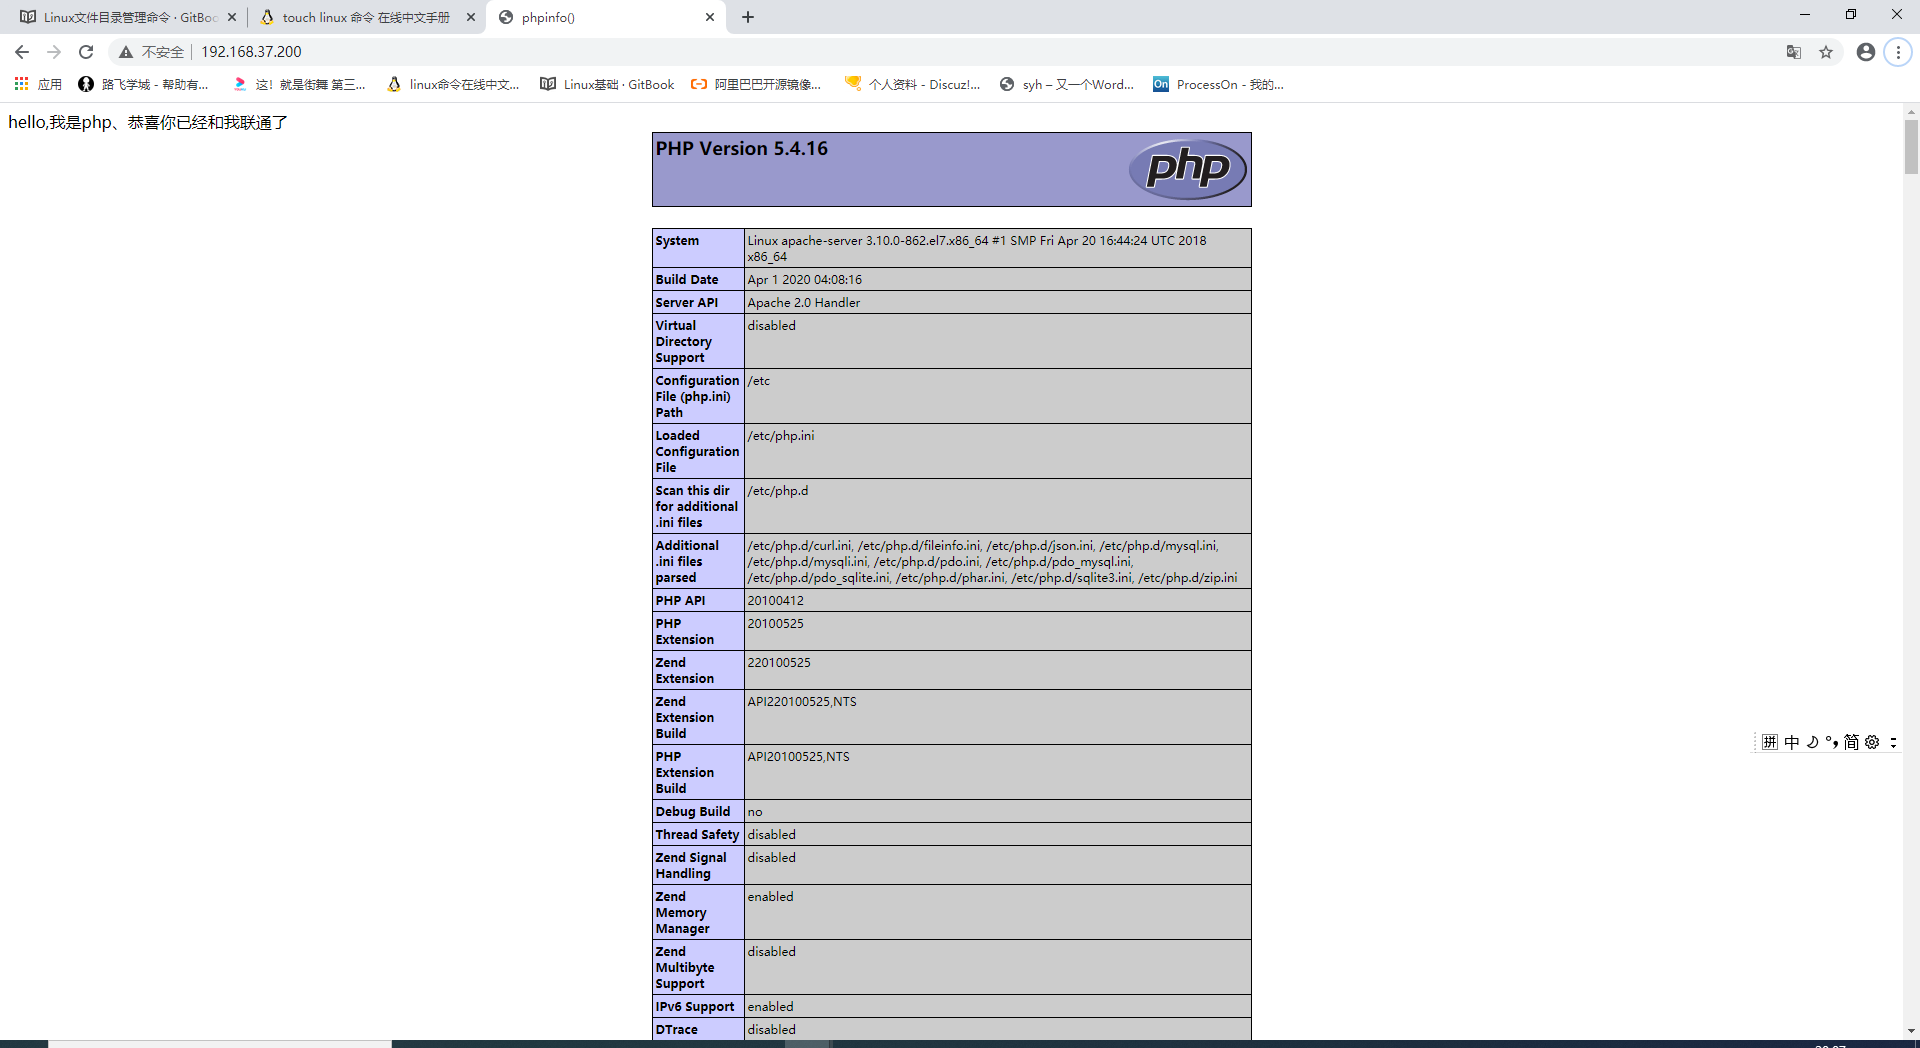 Linux文件目录管理命令 · GitBoo
touch linux 命令 在线中文手册
phpinfo()
不安全
192.168.37.200
应用
路飞学城 - 帮助有...
这！就是街舞 第三...
linux命令在线中文...
Linux基础 · GitBook
阿里巴巴开源镜像...
个人资料 - Discuz!...
syh – 又一个Word...
On
ProcessOn - 我的...
hello,我是php、恭喜你已经和我联通了
PHP Version 5.4.16
php
System
Linux apache-server 3.10.0-862.el7.x86_64 #1 SMP Fri Apr 20 16:44:24 UTC 2018
x86_64
Build Date
Apr 1 2020 04:08:16
Server API
Apache 2.0 Handler
Virtual
Directory
Support
disabled
Configuration
File (php.ini)
Path
/etc
Loaded
Configuration
File
/etc/php.ini
Scan this dir
for additional
.ini files
/etc/php.d
Additional
.ini files
parsed
/etc/php.d/curl.ini, /etc/php.d/fileinfo.ini, /etc/php.d/json.ini, /etc/php.d/mysql.ini,
/etc/php.d/mysqli.ini, /etc/php.d/pdo.ini, /etc/php.d/pdo_mysql.ini,
/etc/php.d/pdo_sqlite.ini, /etc/php.d/phar.ini, /etc/php.d/sqlite3.ini, /etc/php.d/zip.ini
PHP API
20100412
PHP
Extension
20100525
Zend
Extension
220100525
Zend
Extension
Build
API220100525,NTS
PHP
Extension
Build
API20100525,NTS
拼 中 简
Debug Build
no
Thread Safety
disabled
Zend Signal
Handling
disabled
Zend
Memory
Manager
enabled
Zend
Multibyte
Support
disabled
IPv6 Support
enabled
DTrace
disabled